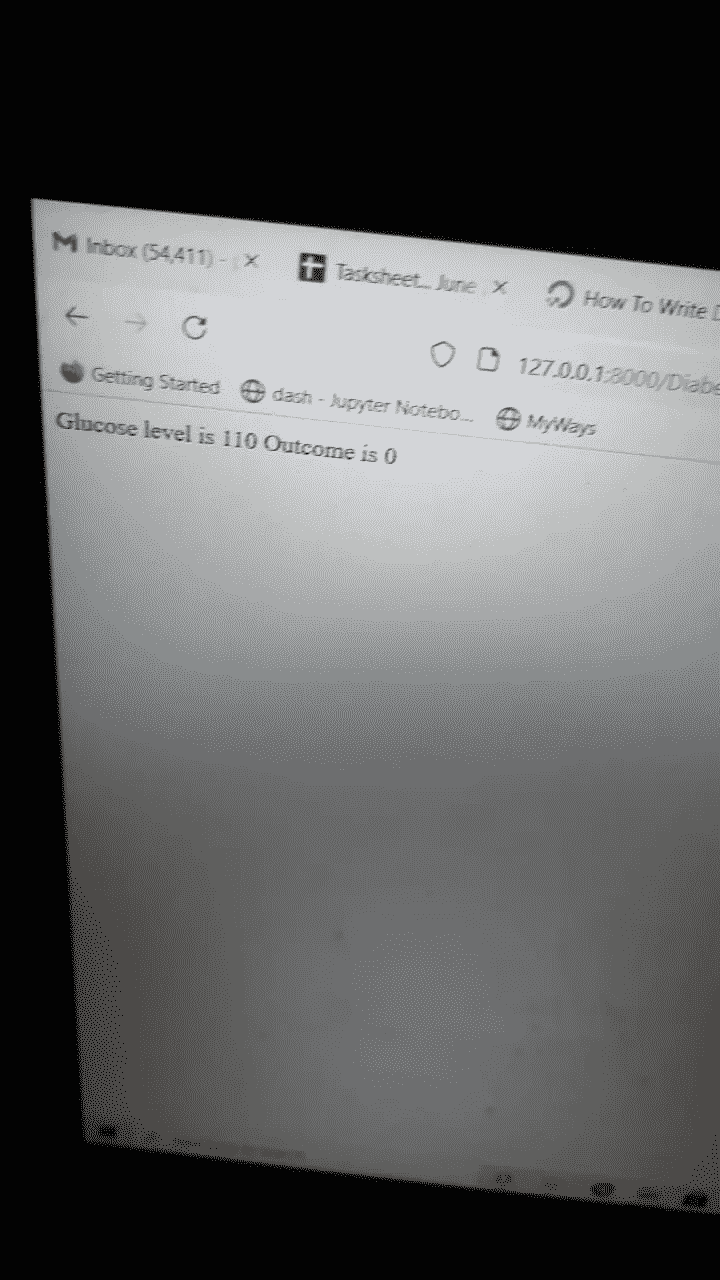 Inbox (54,411) -
Tasksheet... June
How To Write D
127.0.0.1:8000/Diabe
Getting Started
dash - Jupyter Notebo...
MyWays
Glucose level is 110 Outcome is 0